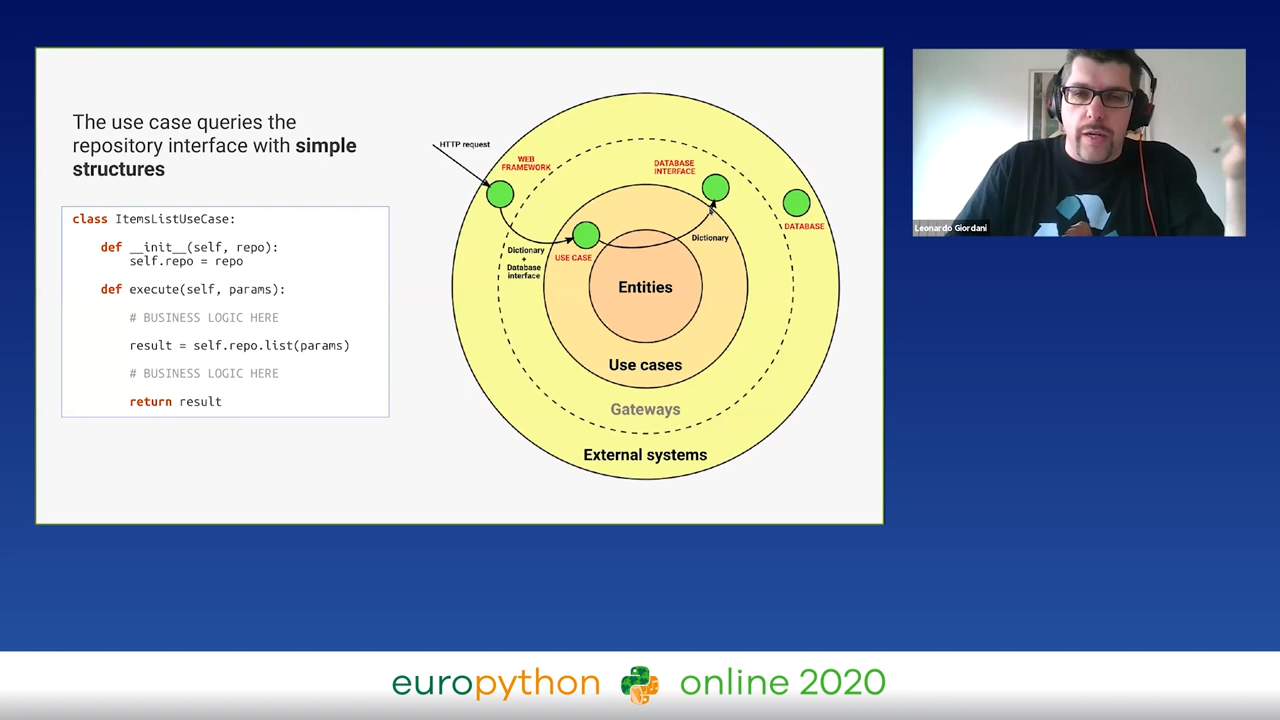 The use case queries the
repository interface with simple
structures
class ItemsListUseCase:
def __init__(self, repo):
self.repo = repo
def execute(self, params):
# BUSINESS LOGIC HERE
result = self.repo.list(params)
# BUSINESS LOGIC HERE
return result
HTTP request
WEB
FRAMEWORK
DATABASE
INTERFACE
DATABASE
Dictionary
+
Database
interface
USE CASE
Dictionary
Entities
Use cases
Gateways
External systems
Leonardo Giordani
europython online 2020